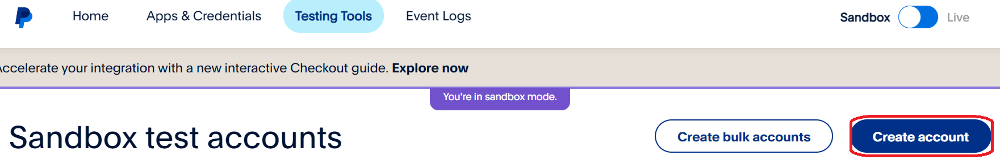 Home Apps & Credentials Testing Tools Event Logs Sandbox Live
Accelerate your integration with a new interactive Checkout guide. Explore now
You're in sandbox mode.
Sandbox test accounts Create bulk accounts Create account